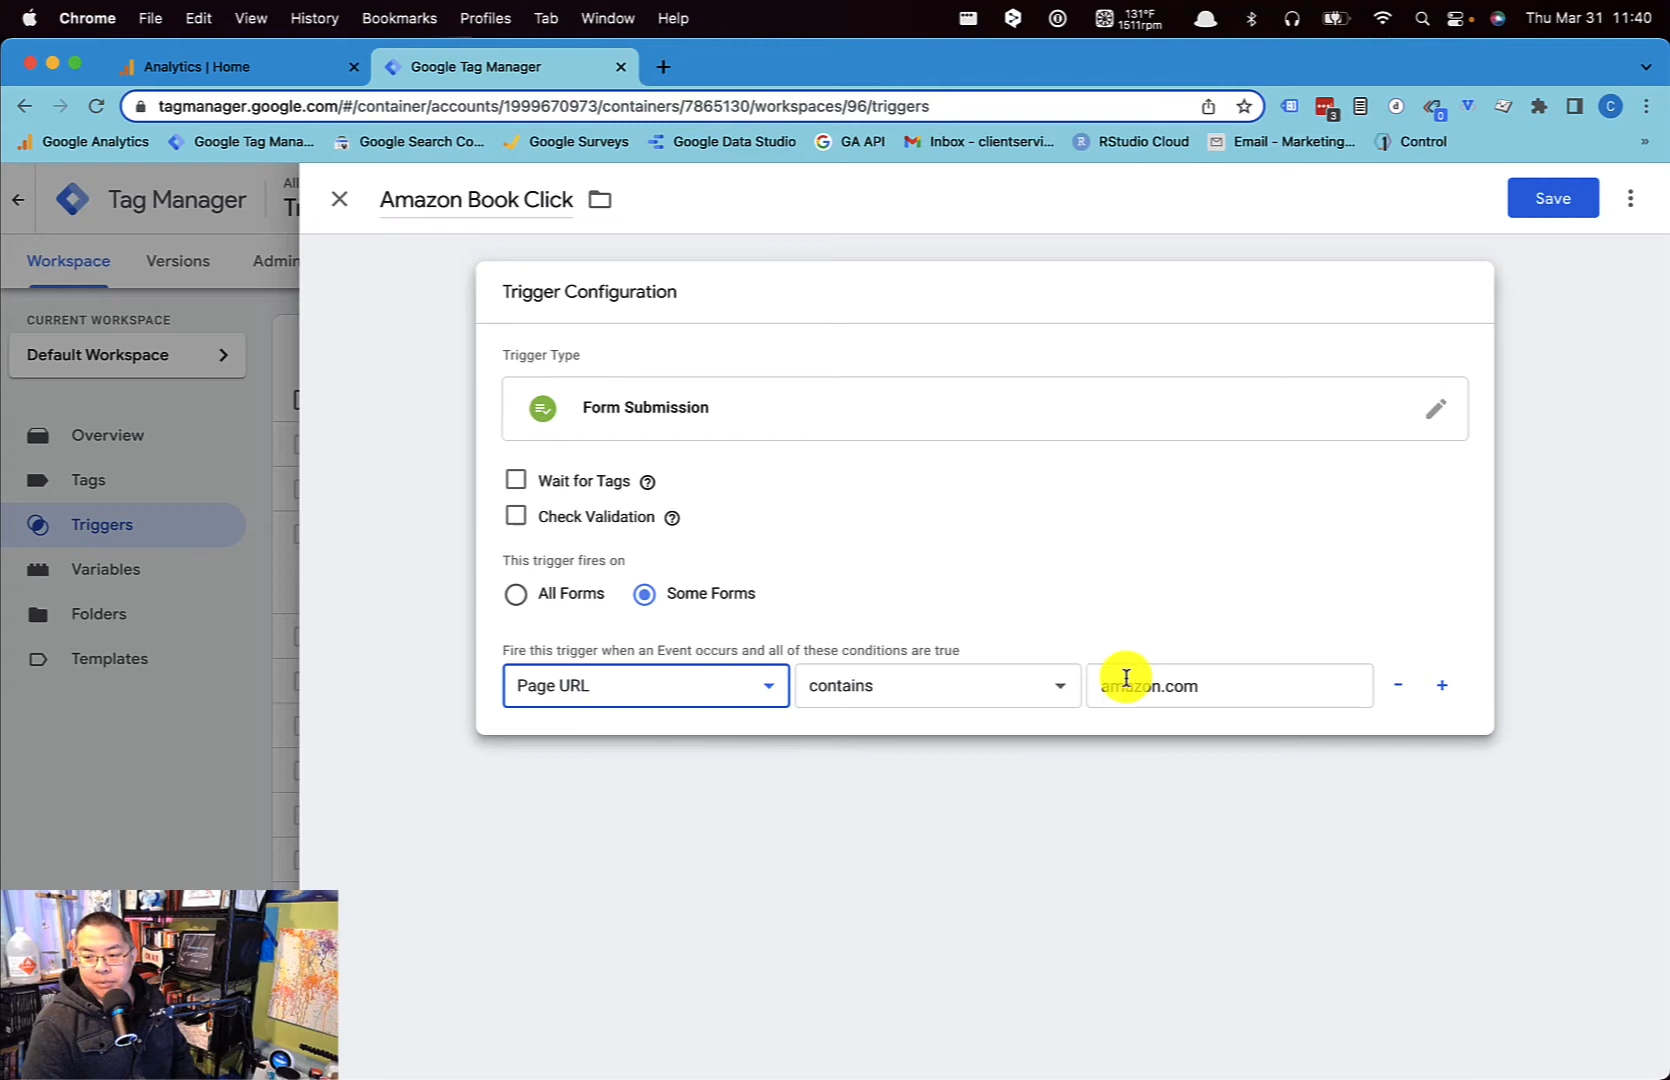 Chrome File Edit View History Bookmarks Profiles Tab Window Help 131°F 1511rpm Thu Mar 31 11:40
Analytics | Home Google Tag Manager
tagmanager.google.com/#/container/accounts/1999670973/containers/7865130/workspaces/96/triggers 3 d 0 C
Google Analytics Google Tag Mana... Google Search Co... Google Surveys Google Data Studio GA API Inbox - clientservi... RStudio Cloud Email - Marketing... Control »
Tag Manager
All
Amazon Book Click
Save
Workspace Versions Admin
Trigger Configuration
CURRENT WORKSPACE
Default Workspace
Trigger Type
Form Submission
Overview
Tags
Wait for Tags
Triggers
Check Validation
This trigger fires on
Variables
All Forms Some Forms
Folders
Fire this trigger when an Event occurs and all of these conditions are true
Templates
Page URL contains amazon.com - +